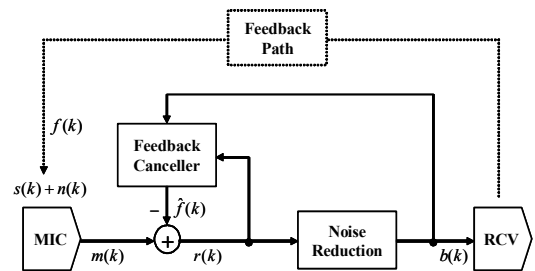 Feedback
Path
f(k)
Feedback
Canceller
s(k) + n(k)
− f̂(k)
MIC
+
Noise
Reduction
RCV
m(k)
r(k)
b(k)